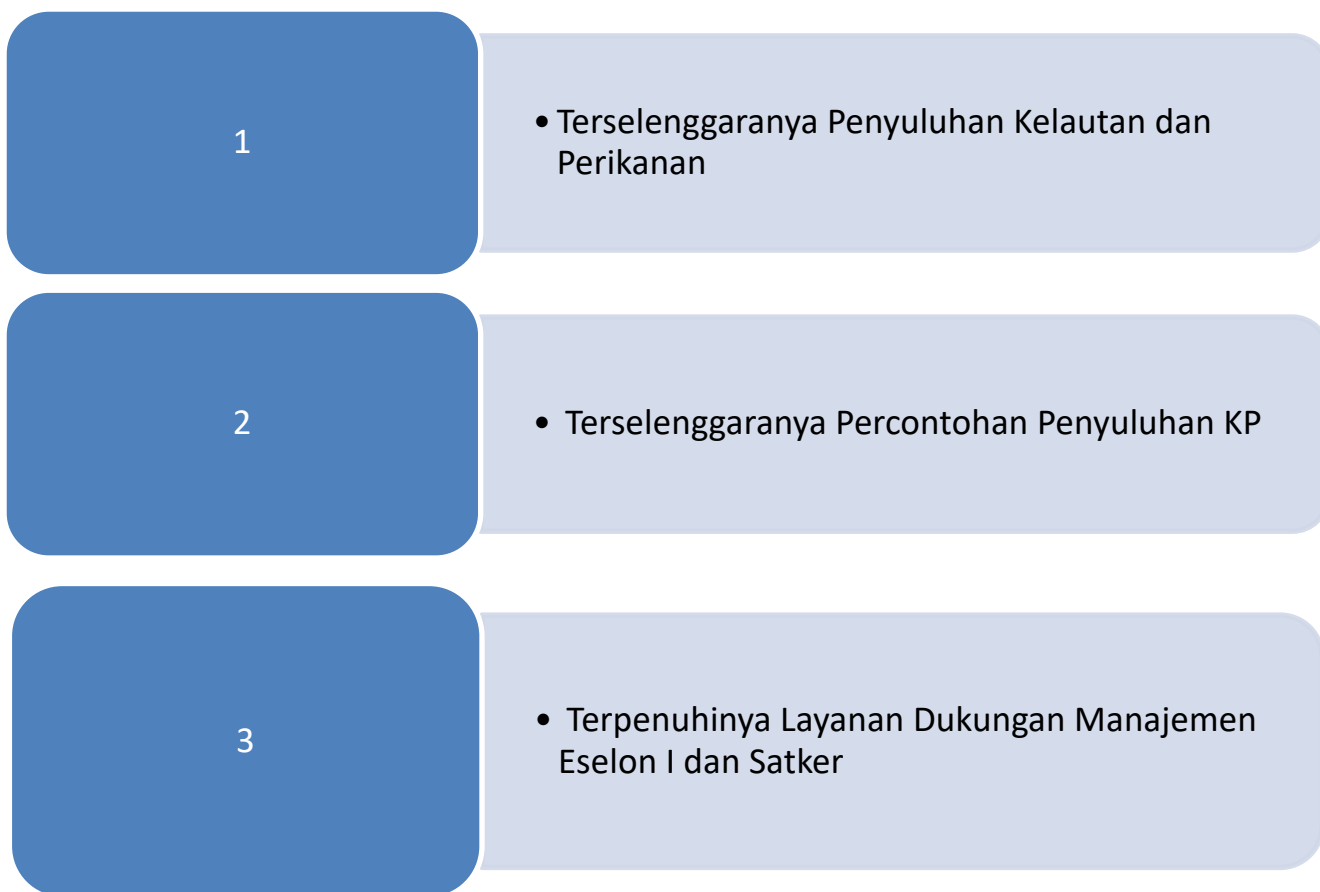 1
• Terselenggaranya Penyuluhan Kelautan dan
Perikanan
2
• Terselenggaranya Percontohan Penyuluhan KP
3
• Terpenuhinya Layanan Dukungan Manajemen
Eselon I dan Satker